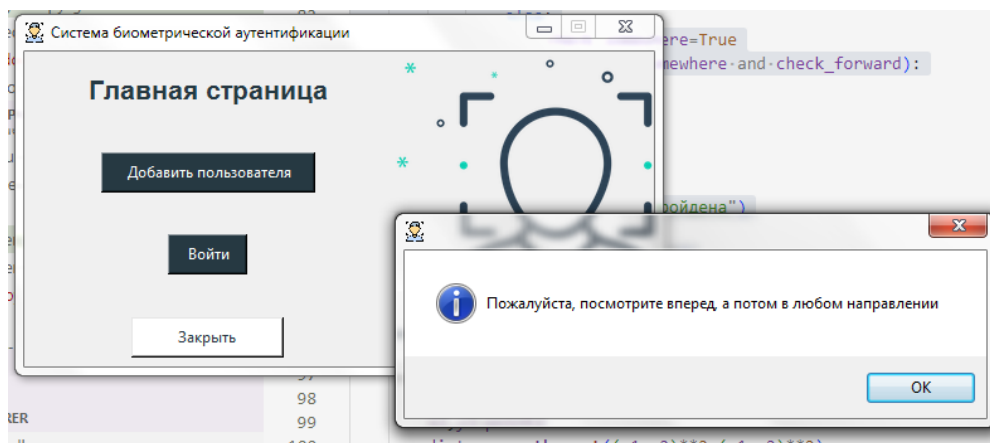 Система биометрической аутентификации
ere=True
mewhere and check_forward):
Главная страница
Добавить пользователя
ройдена")
Войти
Пожалуйста, посмотрите вперед, а потом в любом направлении
Закрыть
OK
97
98
RER
99